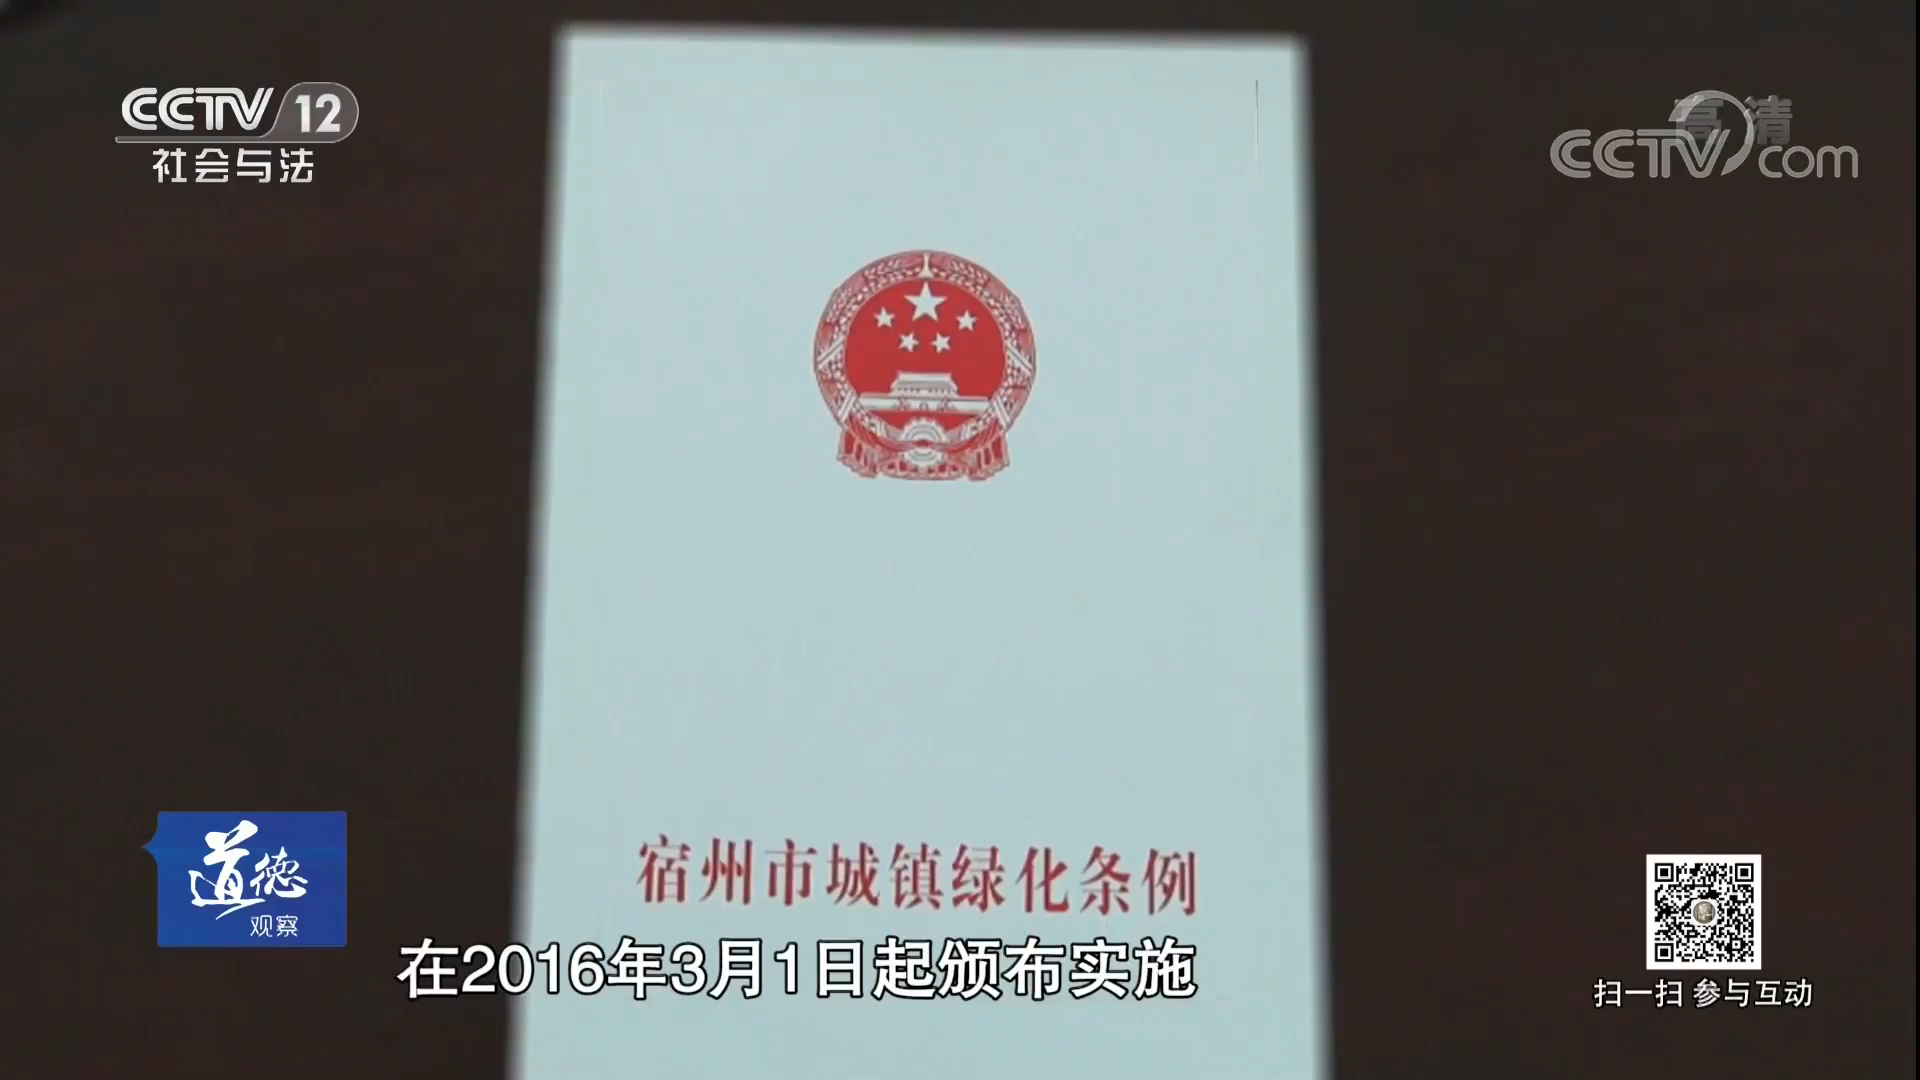 CCTV 12
社会与法
高清
CCTV.com
宿州市城镇绿化条例
道德
观察
在2016年3月1日起颁布实施
扫一扫 参与互动